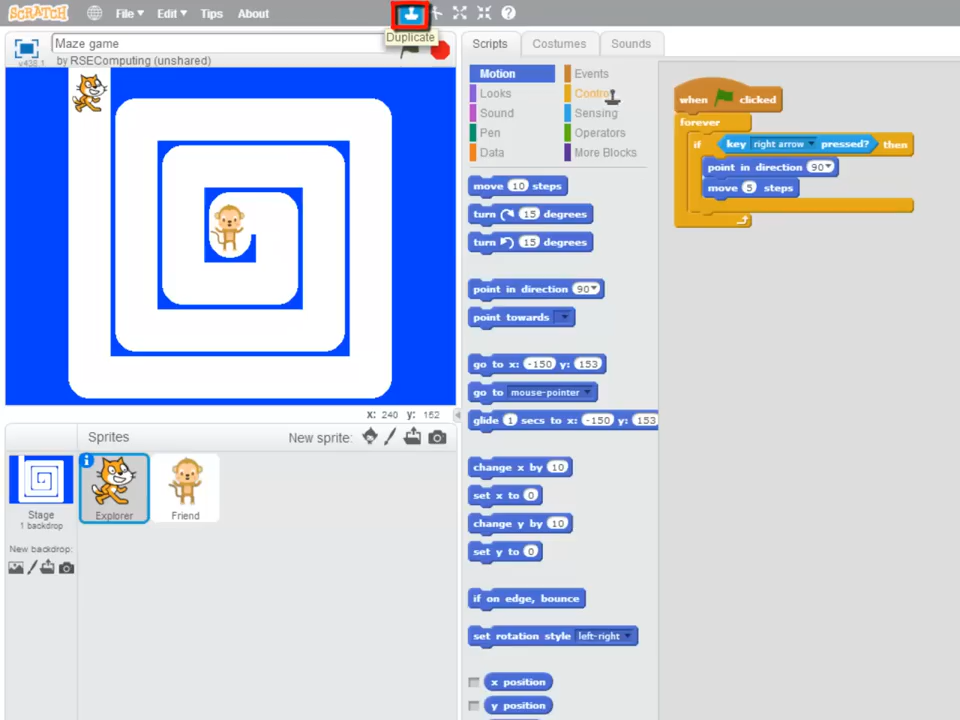 SCRATCH File Edit Tips About
Duplicate
v438.1 Maze game
by RSEComputing (unshared)
Scripts Costumes Sounds
Motion Events
Looks
Sound Sensing
Pen Operators
Data More Blocks
move 10 steps
turn 15 degrees
turn 15 degrees
point in direction 90
point towards
go to x: -150 y: 153
go to mouse-pointer
glide 1 secs to x: -150 y: 153
change x by 10
set x to 0
change y by 10
set y to 0
if on edge, bounce
set rotation style left-right
x position
y position
when clicked
forever
if key right arrow pressed? then
point in direction 90
move 5 steps
x: 240 y: 152
Sprites New sprite:
Stage
1 backdrop
New backdrop:
Explorer
Friend